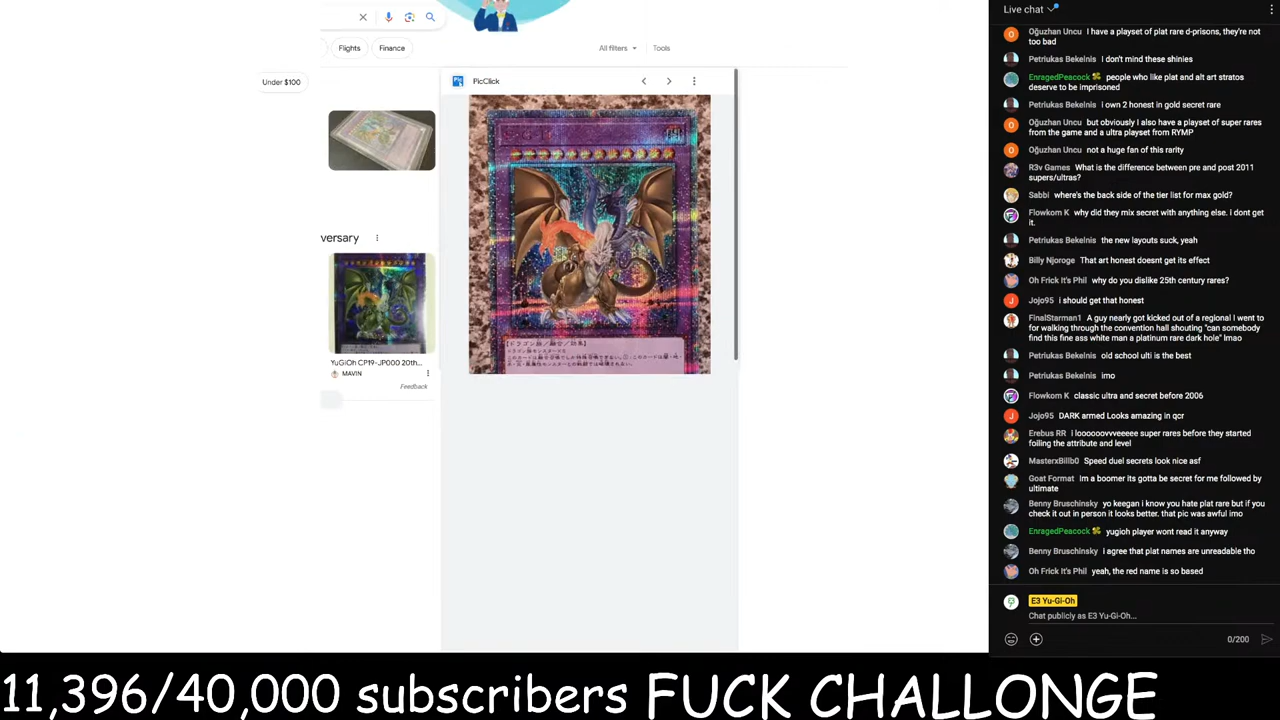 Flights
Finance
All filters
Tools
Under $100
PicClick
versary
YuGiOh CP19-JP000 20th...
MAVIN
Feedback
Live chat
Oğuzhan Uncu I have a playset of plat rare d-prisons, they're not
too bad
Petriukas Bekelnis I don't mind these shinies
EnragedPeacock people who like plat and alt art stratos
deserve to be imprisoned
Petriukas Bekelnis i own 2 honest in gold secret rare
Oğuzhan Uncu but obviously I also have a playset of super rares
from the game and a ultra playset from RYMP
Oğuzhan Uncu not a huge fan of this rarity
R3v Games What is the difference between pre and post 2011
supers/ultras?
Sabbi where's the back side of the tier list for max gold?
Flowkom K why did they mix secret with anything else. i dont get
it.
Petriukas Bekelnis the new layouts suck, yeah
Billy Njoroge That art honest doesnt get its effect
Oh Frick It's Phil why do you dislike 25th century rares?
Jojo95 i should get that honest
FinalStarman1 A guy nearly got kicked out of a regional I went to
for walking through the convention hall shouting "can somebody
find this fine ass white man a platinum rare dark hole" lmao
Petriukas Bekelnis old school ulti is the best
Petriukas Bekelnis imo
Flowkom K classic ultra and secret before 2006
Jojo95 DARK armed Looks amazing in qcr
Erebus RR I looooovvveeeee super rares before they started
foiling the attribute and level
MasterxBillb0 Speed duel secrets look nice asf
Goat Format Im a boomer its gotta be secret for me followed by
ultimate
Benny Bruschinsky yo keegan i know you hate plat rare but if you
check it out in person it looks better. that pic was awful imo
EnragedPeacock yugioh player wont read it anyway
Benny Bruschinsky i agree that plat names are unreadable tho
Oh Frick It's Phil yeah, the red name is so based
E3 Yu-Gi-Oh
Chat publicly as E3 Yu-Gi-Oh...
0/200
11,396/40,000 subscribers FUCK CHALLONGE